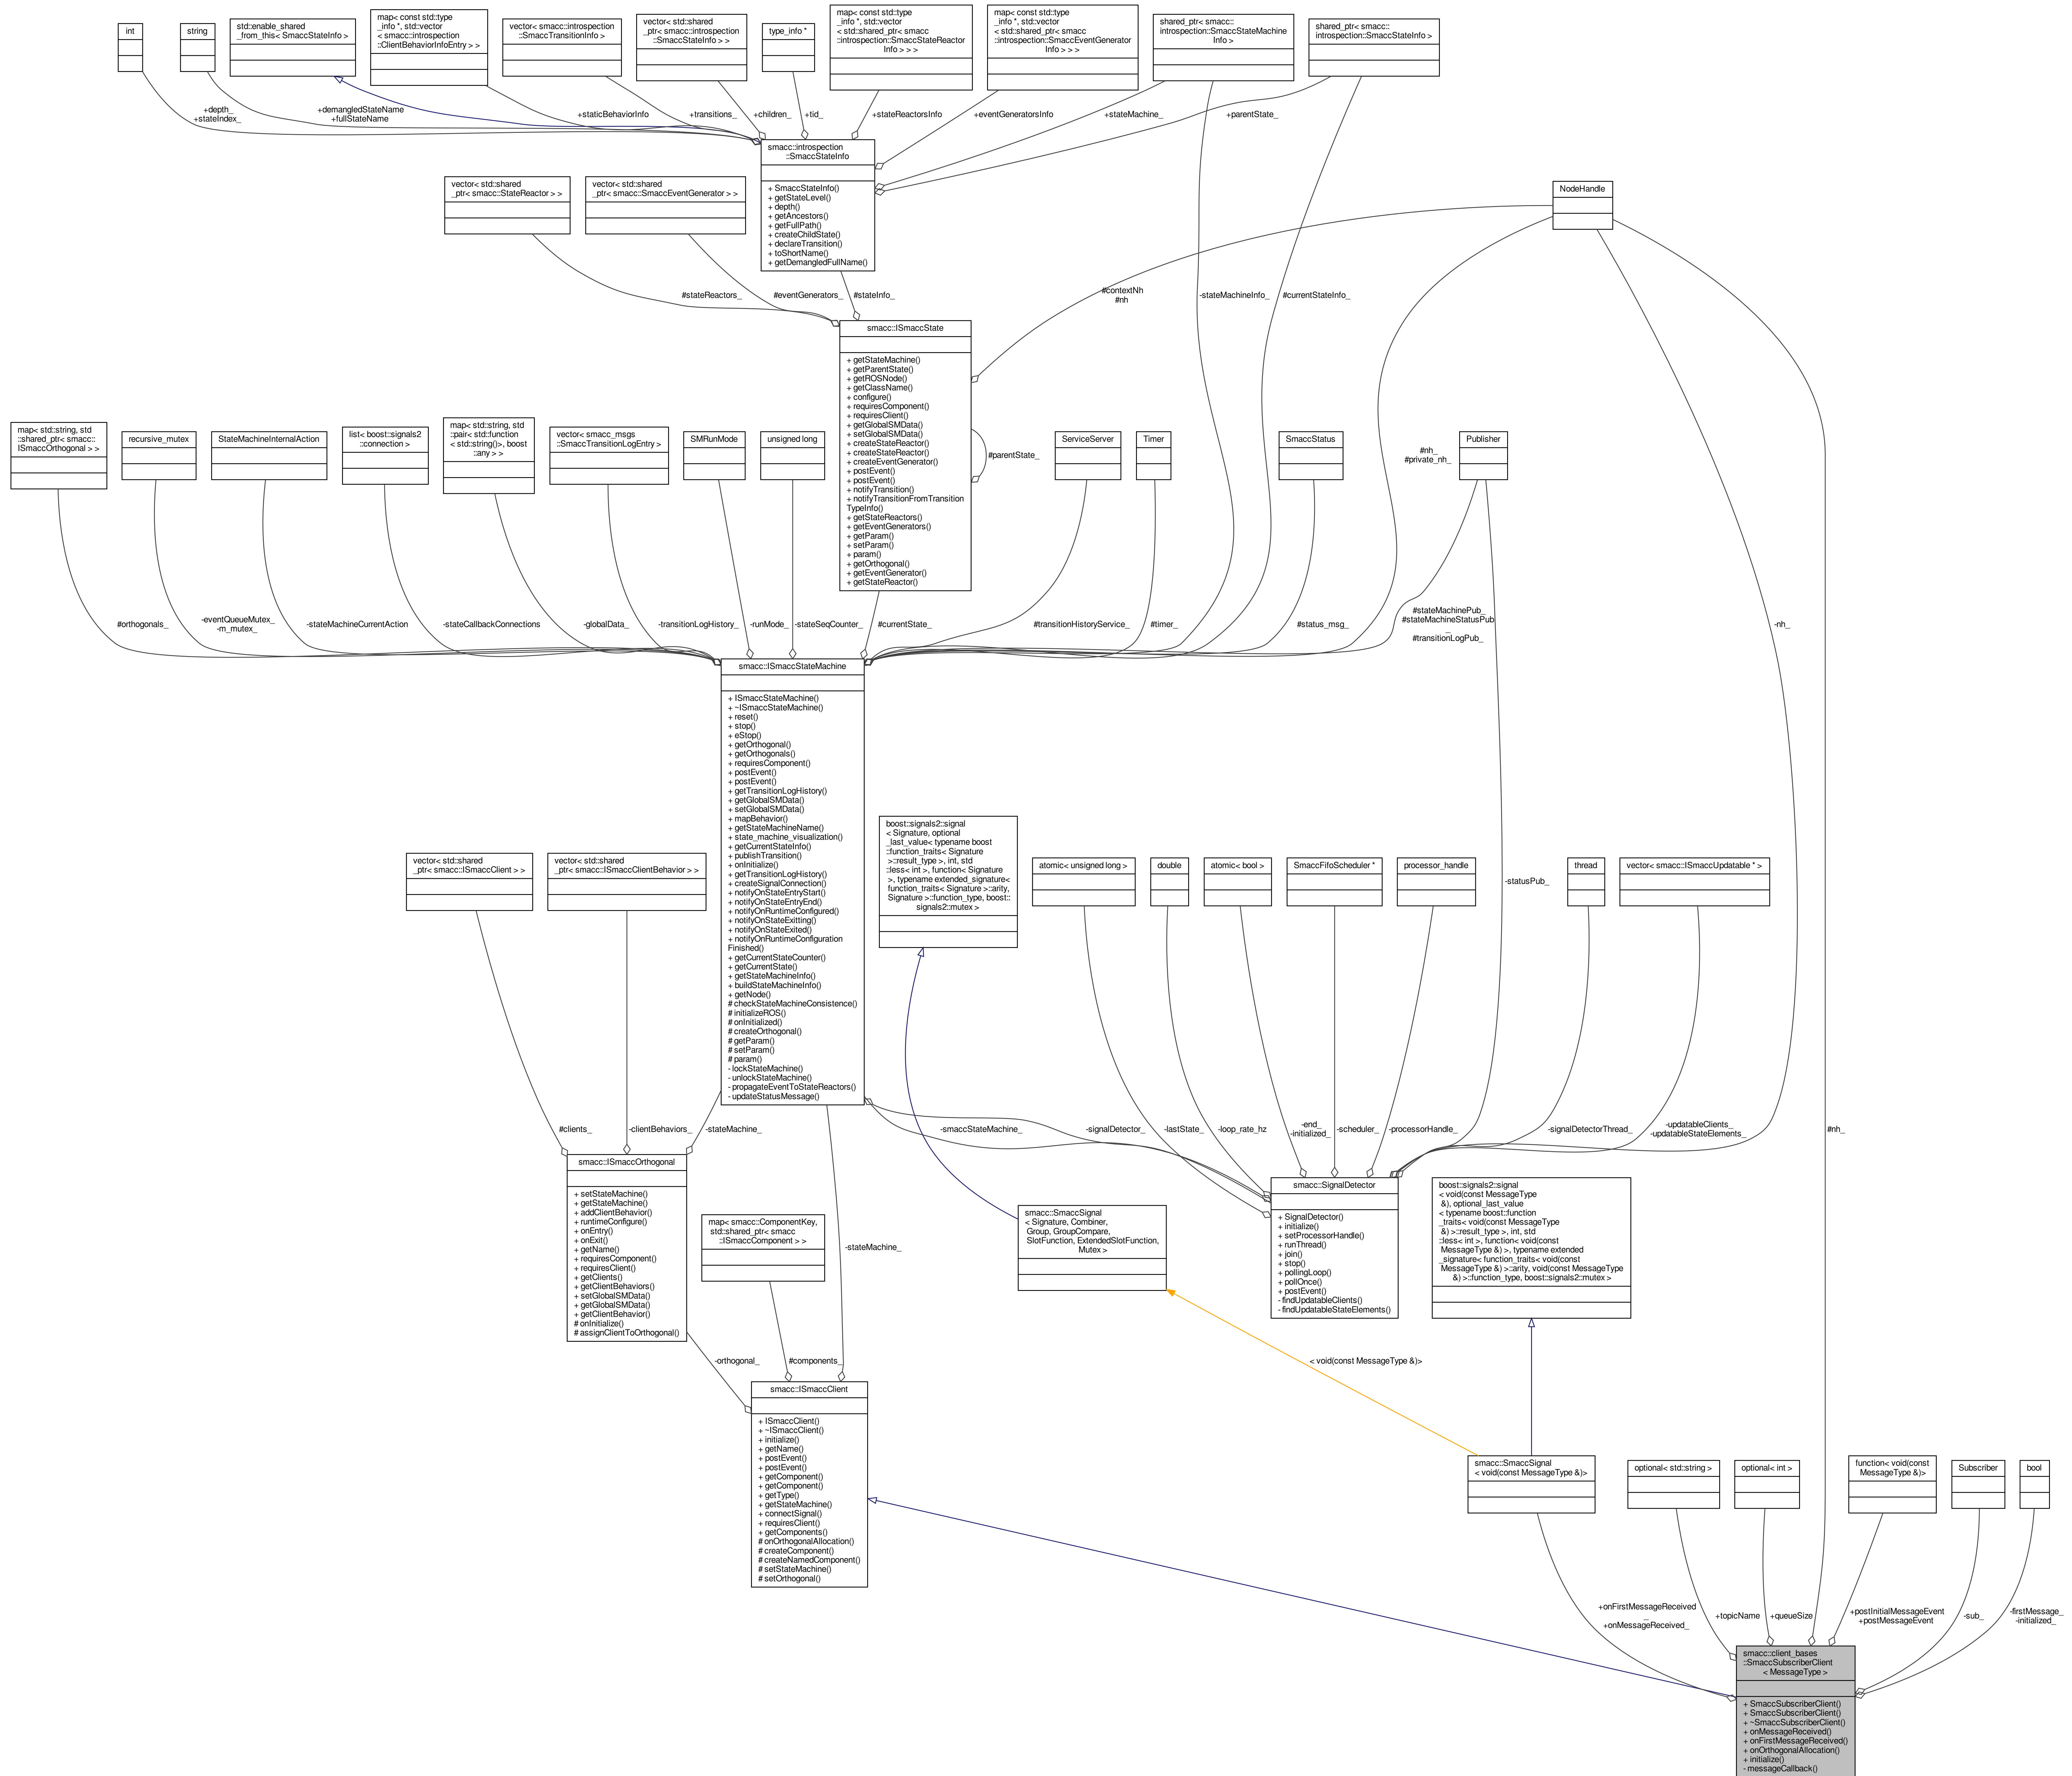 int
string
std::enable_shared
_from_this< SmaccStateInfo >
map< const std::type
_info *, std::vector
< smacc::introspection
::ClientBehaviorInfoEntry > >
vector< smacc::introspection
::SmaccTransitionInfo >
vector< std::shared
_ptr< smacc::introspection
::SmaccStateInfo > >
type_info *
map< const std::type
_info *, std::vector
< std::shared_ptr< smacc
::introspection::SmaccStateReactor
Info > > >
map< const std::type
_info *, std::vector
< std::shared_ptr< smacc
::introspection::SmaccEventGenerator
Info > > >
shared_ptr< smacc::
introspection::SmaccStateMachine
Info >
shared_ptr< smacc::
introspection::SmaccStateInfo >
+depth_
+stateIndex_
+demangledStateName
+fullStateName
+staticBehaviorInfo
+transitions_
+children_
+tid_
+stateReactorsInfo
+eventGeneratorsInfo
+stateMachine_
+parentState_
smacc::introspection
::SmaccStateInfo
+ SmaccStateInfo()
+ getStateLevel()
+ depth()
+ getAncestors()
+ getFullPath()
+ createChildState()
+ declareTransition()
+ toShortName()
+ getDemangledFullName()
vector< std::shared
_ptr< smacc::StateReactor > >
vector< std::shared
_ptr< smacc::SmaccEventGenerator > >
NodeHandle
#stateReactors_
#eventGenerators_
#stateInfo_
#contextNh
#nh
-stateMachineInfo_
#currentStateInfo_
smacc::ISmaccState
+ getStateMachine()
+ getParentState()
+ getROSNode()
+ getClassName()
+ configure()
+ requiresComponent()
+ requiresClient()
+ getGlobalSMData()
+ setGlobalSMData()
+ createStateReactor()
+ createStateReactor()
+ createEventGenerator()
+ postEvent()
+ postEvent()
+ notifyTransition()
+ notifyTransitionFromTransition
TypeInfo()
+ getStateReactors()
+ getEventGenerators()
+ getParam()
+ setParam()
+ param()
+ getOrthogonal()
+ getEventGenerator()
+ getStateReactor()
#parentState_
map< std::string, std
::shared_ptr< smacc::
ISmaccOrthogonal > >
recursive_mutex
StateMachineInternalAction
list< boost::signals2
::connection >
map< std::string, std
::pair< std::function
< std::string()>, boost
::any > >
vector< smacc_msgs
::SmaccTransitionLogEntry >
SMRunMode
unsigned long
ServiceServer
Timer
SmaccStatus
#nh_
#private_nh_
Publisher
#orthogonals_
-eventQueueMutex_
-m_mutex_
-stateMachineCurrentAction
-stateCallbackConnections
-globalData_
-transitionLogHistory_
-runMode_
-stateSeqCounter_
#currentState_
#transitionHistoryService_
#timer_
#status_msg_
#stateMachinePub_
#stateMachineStatusPub
_
#transitionLogPub_
-nh_
smacc::ISmaccStateMachine
+ ISmaccStateMachine()
+ ~ISmaccStateMachine()
+ reset()
+ stop()
+ eStop()
+ getOrthogonal()
+ getOrthogonals()
+ requiresComponent()
+ postEvent()
+ postEvent()
+ getTransitionLogHistory()
+ getGlobalSMData()
+ setGlobalSMData()
+ mapBehavior()
+ getStateMachineName()
+ state_machine_visualization()
+ getCurrentStateInfo()
+ publishTransition()
+ onInitialize()
+ getTransitionLogHistory()
+ createSignalConnection()
+ notifyOnStateEntryStart()
+ notifyOnStateEntryEnd()
+ notifyOnRuntimeConfigured()
+ notifyOnStateExitting()
+ notifyOnStateExited()
+ notifyOnRuntimeConfiguration
Finished()
+ getCurrentStateCounter()
+ getCurrentState()
+ getStateMachineInfo()
+ buildStateMachineInfo()
+ getNode()
# checkStateMachineConsistence()
# initializeROS()
# onInitialized()
# createOrthogonal()
# getParam()
# setParam()
# param()
- lockStateMachine()
- unlockStateMachine()
- propagateEventToStateReactors()
- updateStatusMessage()
vector< std::shared
_ptr< smacc::ISmaccClient > >
vector< std::shared
_ptr< smacc::ISmaccClientBehavior > >
boost::signals2::signal
< Signature, optional
_last_value< typename boost
::function_traits< Signature
>::result_type >, int, std
::less< int >, function< Signature
>, typename extended_signature<
function_traits< Signature >::arity,
Signature >::function_type, boost::
signals2::mutex >
atomic< unsigned long >
double
atomic< bool >
SmaccFifoScheduler *
processor_handle
-statusPub_
thread
vector< smacc::ISmaccUpdatable * >
#clients_
-clientBehaviors_
-stateMachine_
-smaccStateMachine_
-signalDetector_
-lastState_
-loop_rate_hz
-end_
-initialized_
-scheduler_
-processorHandle_
-signalDetectorThread_
-updatableClients_
-updatableStateElements_
#nh_
smacc::ISmaccOrthogonal
+ setStateMachine()
+ getStateMachine()
+ addClientBehavior()
+ runtimeConfigure()
+ onEntry()
+ onExit()
+ getName()
+ requiresComponent()
+ requiresClient()
+ getClients()
+ getClientBehaviors()
+ setGlobalSMData()
+ getGlobalSMData()
+ getClientBehavior()
# onInitialize()
# assignClientToOrthogonal()
map< smacc::ComponentKey,
std::shared_ptr< smacc
::ISmaccComponent > >
-stateMachine_
smacc::SmaccSignal
< Signature, Combiner,
Group, GroupCompare,
SlotFunction, ExtendedSlotFunction,
Mutex >
smacc::SignalDetector
+ SignalDetector()
+ initialize()
+ setProcessorHandle()
+ runThread()
+ join()
+ stop()
+ pollingLoop()
+ pollOnce()
+ postEvent()
- findUpdatableClients()
- findUpdatableStateElements()
boost::signals2::signal
< void(const MessageType
&), optional_last_value
< typename boost::function
_traits< void(const MessageType
&) >::result_type >, int, std
::less< int >, function< void(const
MessageType &) >, typename extended
_signature< function_traits< void(const
MessageType &) >::arity, void(const MessageType
&) >::function_type, boost::signals2::mutex >
-orthogonal_
#components_
< void(const MessageType &)>
smacc::ISmaccClient
+ ISmaccClient()
+ ~ISmaccClient()
+ initialize()
+ getName()
+ postEvent()
+ postEvent()
+ getComponent()
+ getComponent()
+ getType()
+ getStateMachine()
+ connectSignal()
+ requiresClient()
+ getComponents()
# onOrthogonalAllocation()
# createComponent()
# createNamedComponent()
# setStateMachine()
# setOrthogonal()
smacc::SmaccSignal
< void(const MessageType &)>
optional< std::string >
optional< int >
function< void(const
MessageType &)>
Subscriber
bool
+onFirstMessageReceived
_
+onMessageReceived_
+topicName
+queueSize
+postInitialMessageEvent
+postMessageEvent
-sub_
-firstMessage_
-initialized_
smacc::client_bases
::SmaccSubscriberClient
< MessageType >
+ SmaccSubscriberClient()
+ SmaccSubscriberClient()
+ ~SmaccSubscriberClient()
+ onMessageReceived()
+ onFirstMessageReceived()
+ onOrthogonalAllocation()
+ initialize()
- messageCallback()